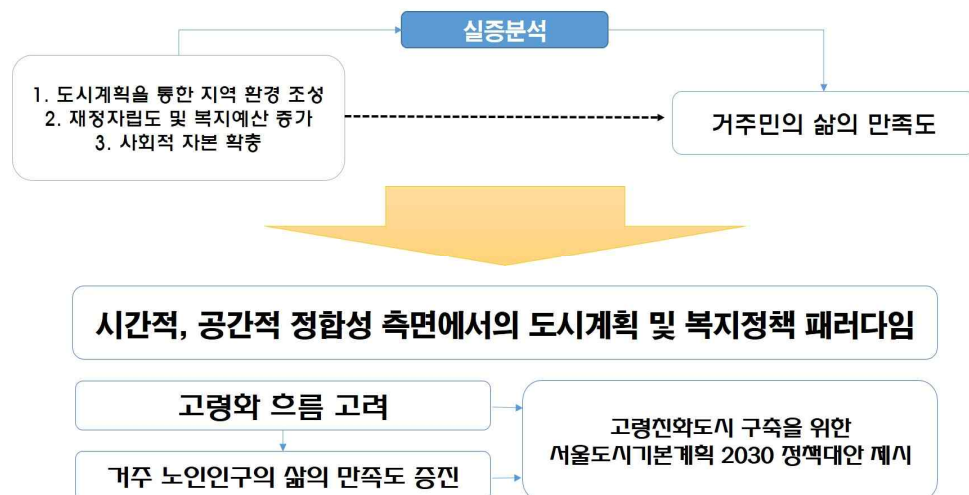 실증분석
1. 도시계획을 통한 지역 환경 조성
2. 재정자립도 및 복지예산 증가
3. 사회적 자본 확충
거주민의 삶의 만족도
시간적, 공간적 정합성 측면에서의 도시계획 및 복지정책 패러다임
고령화 흐름 고려
거주 노인인구의 삶의 만족도 증진
고령친화도시 구축을 위한
서울도시기본계획 2030 정책대안 제시